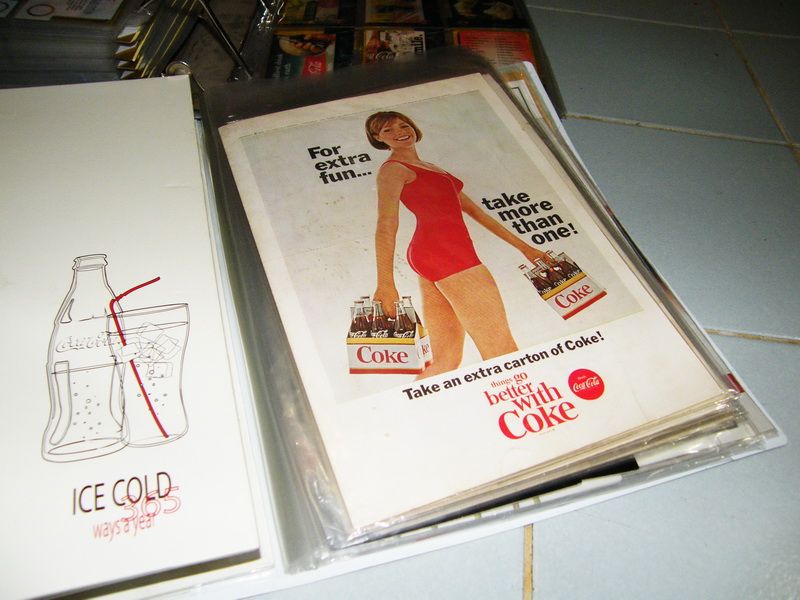 For
extra
fun...
take
more
than
one!
Coke
Coke
Take an extra carton of Coke!
things go
better
with
Coke
Coca-Cola
ICE COLD
365
ways a year